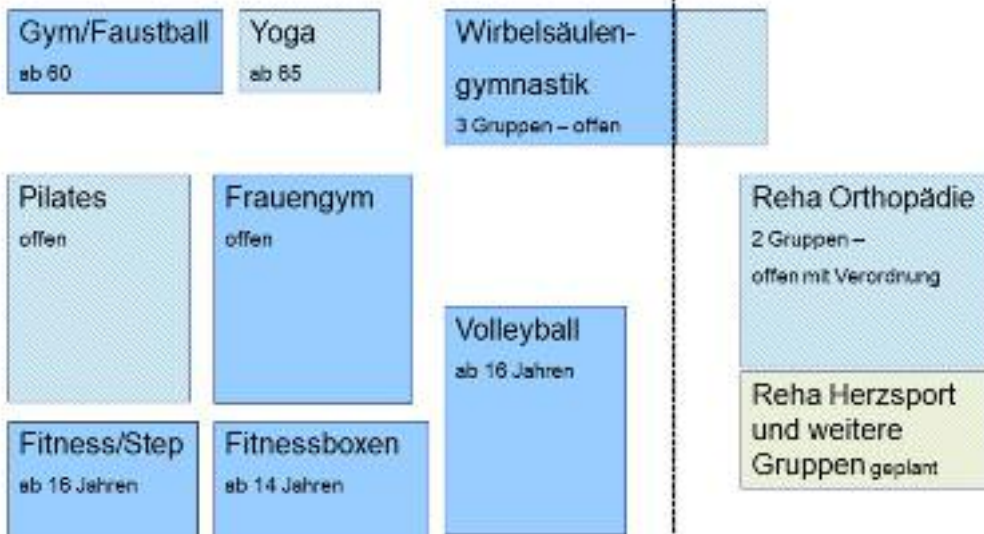 Gym/Faustball
ab 60
Yoga
ab 65
Wirbelsäulen-
gymnastik
3 Gruppen – offen
Pilates
offen
Frauengym
offen
Reha Orthopädie
2 Gruppen –
offen mit Verordnung
Volleyball
ab 16 Jahren
Reha Herzsport
und weitere
Gruppen geplant
Fitness/Step
ab 16 Jahren
Fitnessboxen
ab 14 Jahren